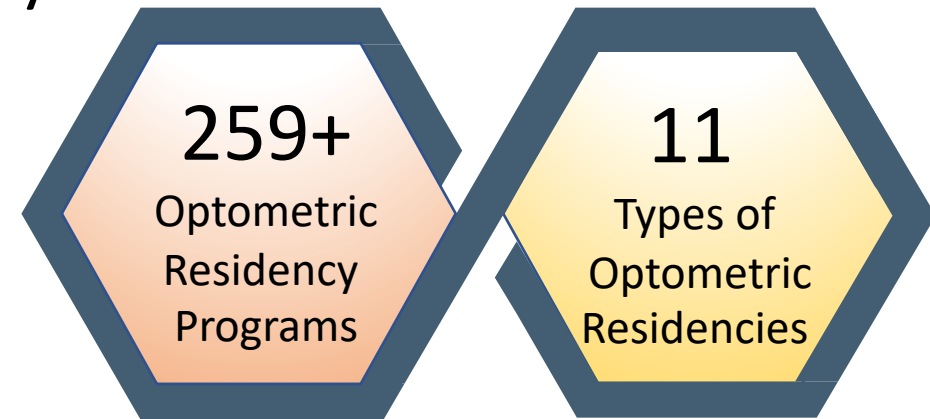 259+
Optometric
Residency
Programs
11
Types of
Optometric
Residencies